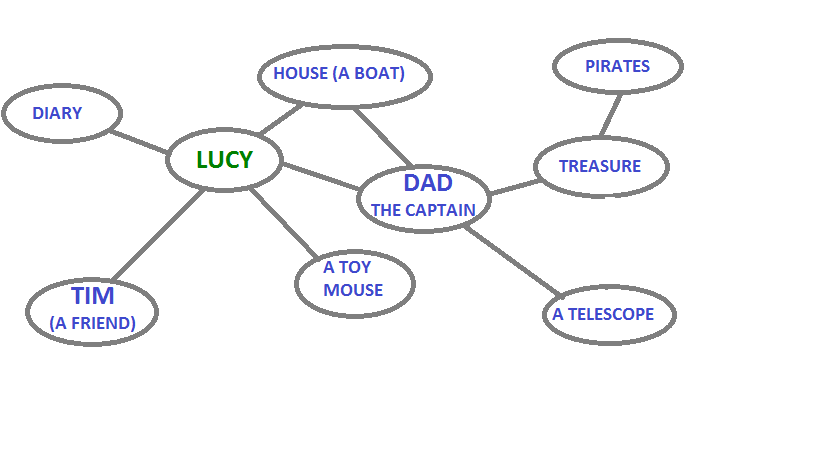 HOUSE (A BOAT)
PIRATES
DIARY
LUCY
TREASURE
DAD
THE CAPTAIN
A TOY
MOUSE
TIM
(A FRIEND)
A TELESCOPE